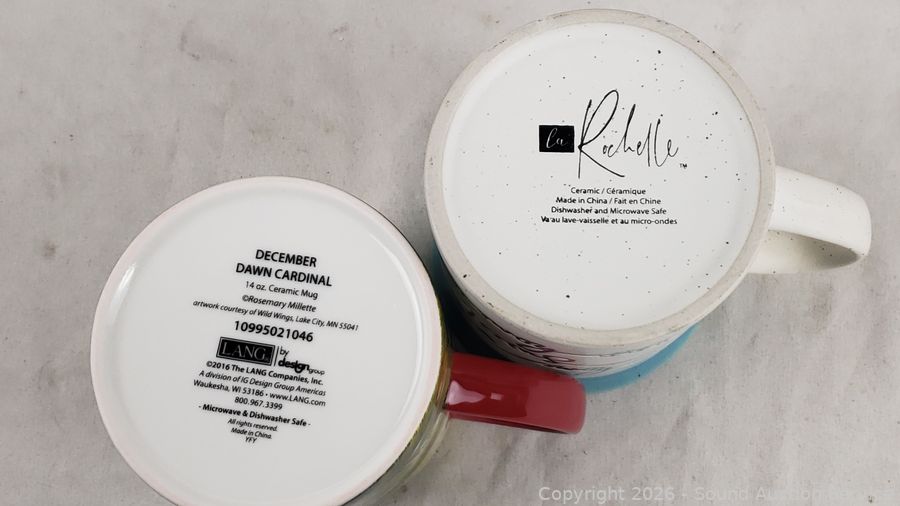 DECEMBER
DAWN CARDINAL
14 oz. Ceramic Mug
©Rosemary Millette
artwork courtesy of Wild Wings, Lake City, MN 55041
10995021046
LANG. by design group
©2016 The LANG Companies, Inc.
A division of IG Design Group Americas
Waukesha, WI 53186 • www.LANG.com
800.967.3399
- Microwave & Dishwasher Safe -
All rights reserved.
Made in China.
YFY
la Rochelle ™
Ceramic / Céramique
Made in China / Fait en Chine
Dishwasher and Microwave Safe
Va au lave-vaisselle et au micro-ondes
Copyright 2026 - Sound Auction Service